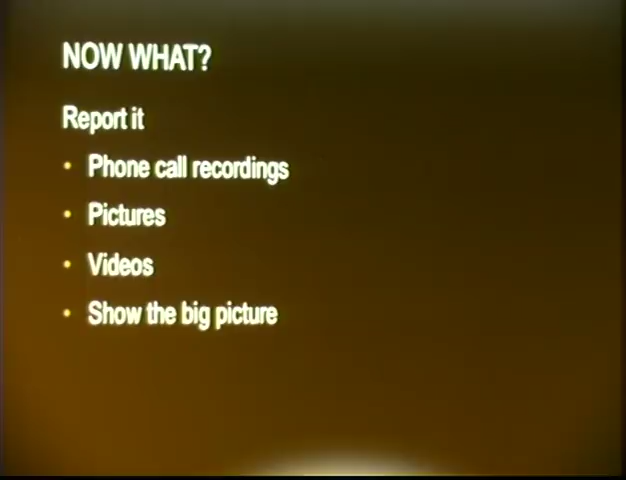 NOW WHAT?
Report it
• Phone call recordings
• Pictures
• Videos
• Show the big picture